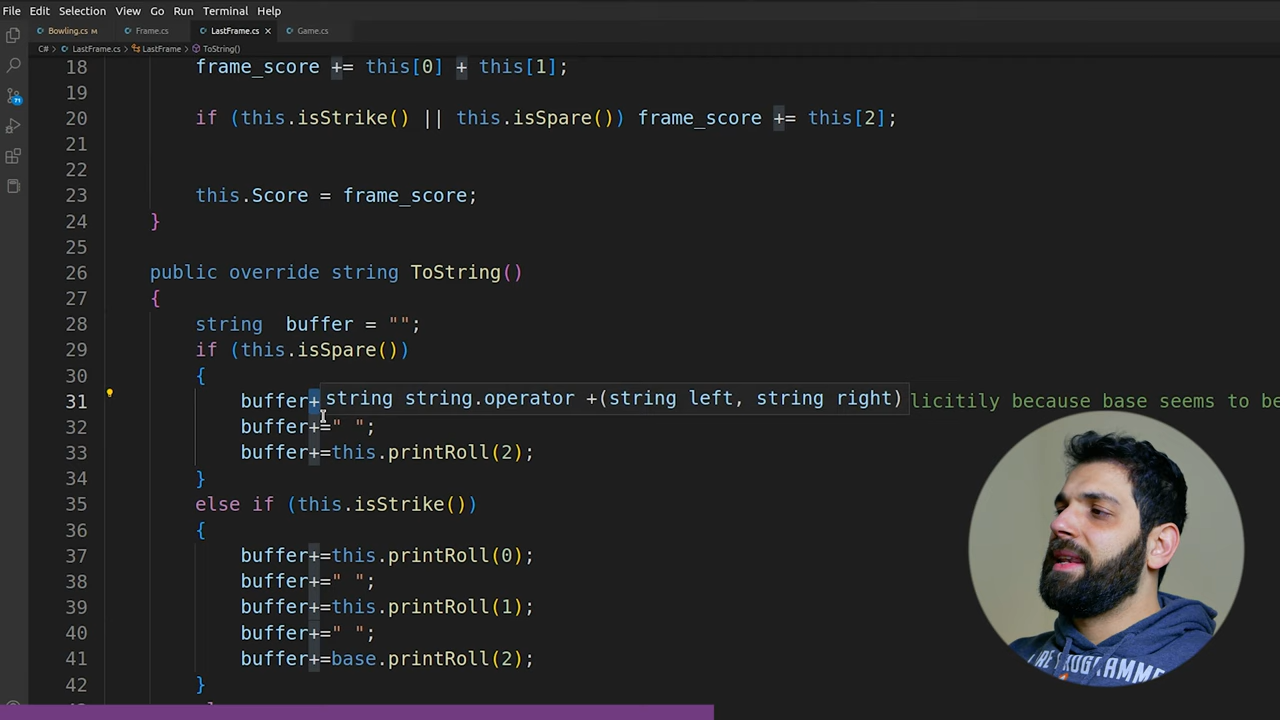 File Edit Selection View Go Run Terminal Help
Bowling.cs M Frame.cs LastFrame.cs × Game.cs
C# > LastFrame.cs > LastFrame > ToString()
18 frame_score += this[0] + this[1];
19
20 if (this.isStrike() || this.isSpare()) frame_score += this[2];
21
22
23 this.Score = frame_score;
24 }
25
26 public override string ToString()
27 {
28 string  buffer = "";
29 if (this.isSpare())
30 {
31 buffer+ string string.operator +(string left, string right) licitily because base seems to be
32 buffer+=" ";
33 buffer+=this.printRoll(2);
34 }
35 else if (this.isStrike())
36 {
37 buffer+=this.printRoll(0);
38 buffer+=" ";
39 buffer+=this.printRoll(1);
40 buffer+=" ";
41 buffer+=base.printRoll(2);
42 }